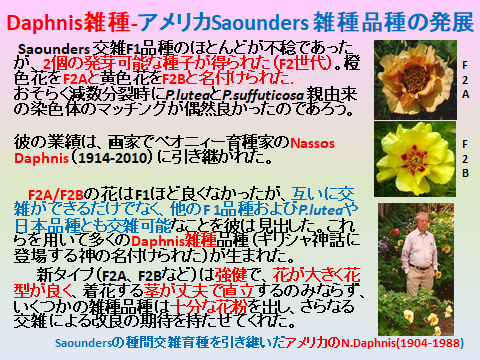 Daphnis雑種-アメリカSaounders 雑種品種の発展
Saounders 交雑F1品種のほとんどが不稔であった
が、2個の発芽可能な種子が得られた(F2世代)。橙
色花をF2Aと黄色花をF2Bと名付けられた.
おそらく減数分裂時にP.luteaとP.suffuticosa 親由来
の染色体のマッチングが偶然良かったのであろう。
彼の業績は、画家でペオニィー育種家のNassos
Daphnis(1914-2010)に引き継がれた。
F2A/F2Bの花はF1ほど良くなかったが、互いに交
雑ができるだけでなく、他のF 1品種およびP.luteaや
日本品種とも交雑可能なことを彼は見出した。これ
らを用いて多くのDaphnis雑種品種(ギリシャ神話に
登場する神の名付けられた)が生まれた。
新タイプ(F2A、F2Bなど)は強健で、花が大きく花
型が良く、着花する茎が丈夫で直立するのみならず、
いくつかの雑種品種は十分な花粉を出し、さらなる
交雑による改良の期待を持たせてくれた。
Saoundersの種間交雑育種を引き継いだアメリカのN.Daphnis(1904-1988)
F
2
A
F
2
B